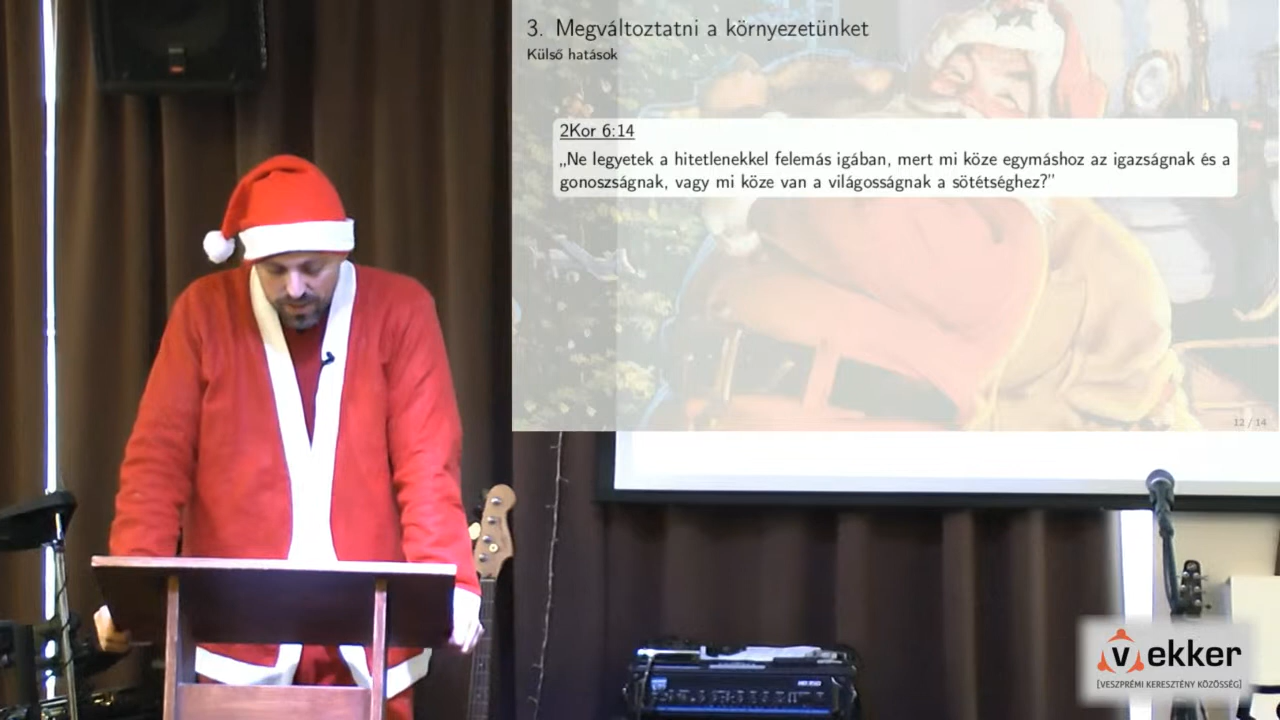 3. Megváltoztatni a környezetünket
Külső hatások
2Kor 6:14
„Ne legyetek a hitetlenekkel felemás igában, mert mi köze egymáshoz az igazságnak és a
gonoszságnak, vagy mi köze van a világosságnak a sötétséghez?”
12 / 14
vekker
[VESZPRÉMI KERESZTÉNY KÖZÖSSÉG]